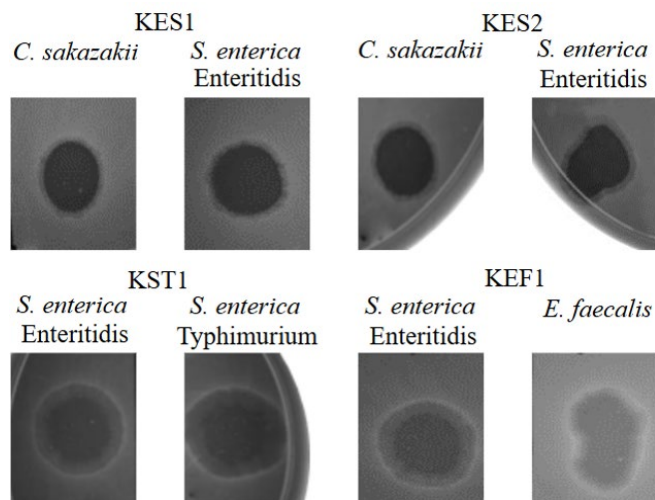 KES1
C. sakazakii
S. enterica
Enteritidis
KES2
C. sakazakii
S. enterica
Enteritidis
KST1
S. enterica
Enteritidis
S. enterica
Typhimurium
KEF1
S. enterica
Enteritidis
E. faecalis